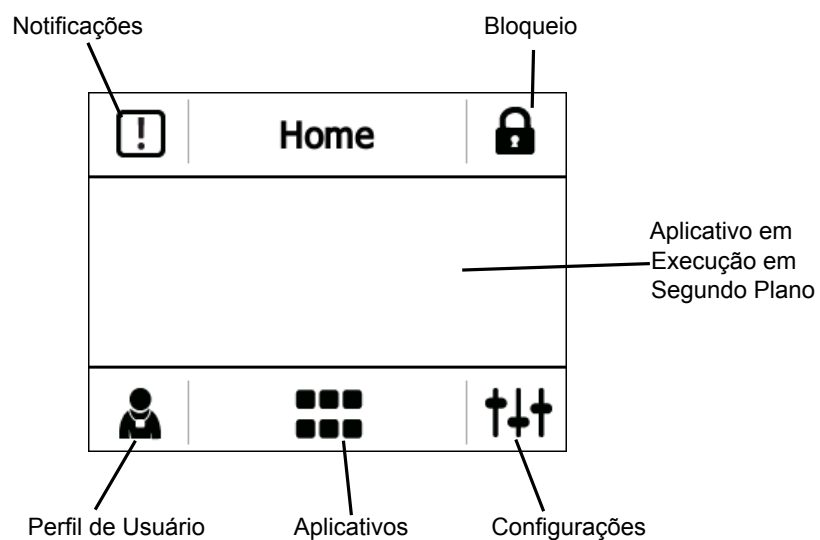 Notificações
Bloqueio
Home
Aplicativo em
Execução em
Segundo Plano
Perfil de Usuário
Aplicativos
Configurações